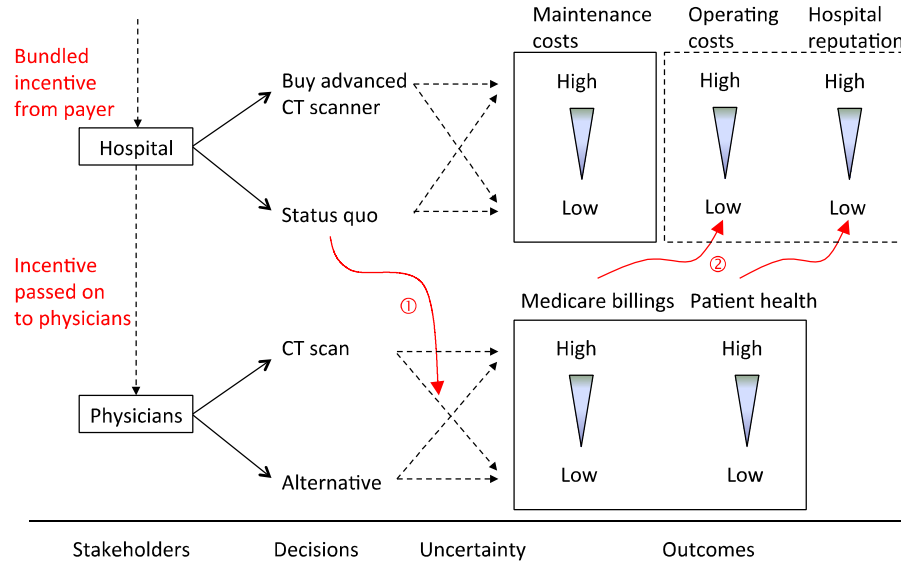 Maintenance
costs
Operating
costs
Hospital
reputation
Bundled
incentive
from payer
Buy advanced
CT scanner
High
High
High
Hospital
Status quo
Low
Low
Low
Incentive
passed on
to physicians
①
②
Medicare billings
Patient health
CT scan
High
High
Physicians
Alternative
Low
Low
Stakeholders
Decisions
Uncertainty
Outcomes